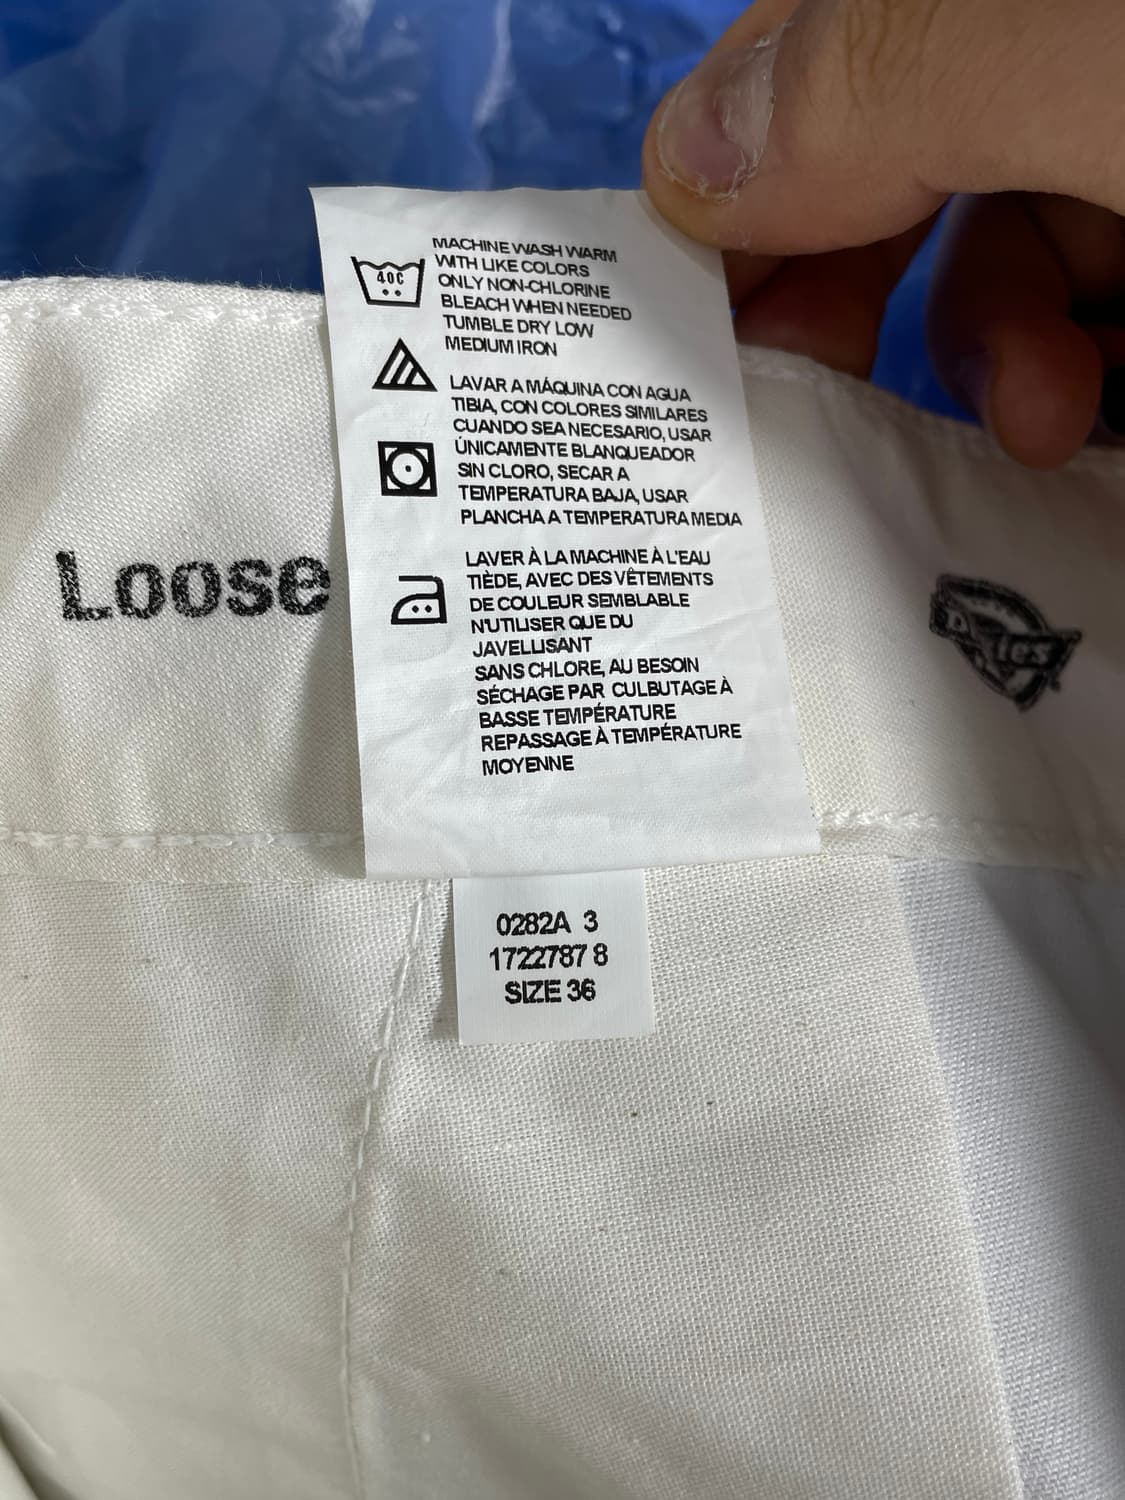 40C
MACHINE WASH WARM
WITH LIKE COLORS
ONLY NON-CHLORINE
BLEACH WHEN NEEDED
TUMBLE DRY LOW
MEDIUM IRON
LAVAR A MÁQUINA CON AGUA
TIBIA, CON COLORES SIMILARES
CUANDO SEA NECESARIO, USAR
ÚNICAMENTE BLANQUEADOR
SIN CLORO, SECAR A
TEMPERATURA BAJA, USAR
PLANCHA A TEMPERATURA MEDIA
LAVER À LA MACHINE À L'EAU
TIÈDE, AVEC DES VÊTEMENTS
DE COULEUR SEMBLABLE
N'UTILISER QUE DU
JAVELLISANT
SANS CHLORE, AU BESOIN
SÉCHAGE PAR CULBUTAGE À
BASSE TEMPÉRATURE
REPASSAGE À TEMPÉRATURE
MOYENNE
Loose
Dickies
0282A 3
1722787 8
SIZE 36